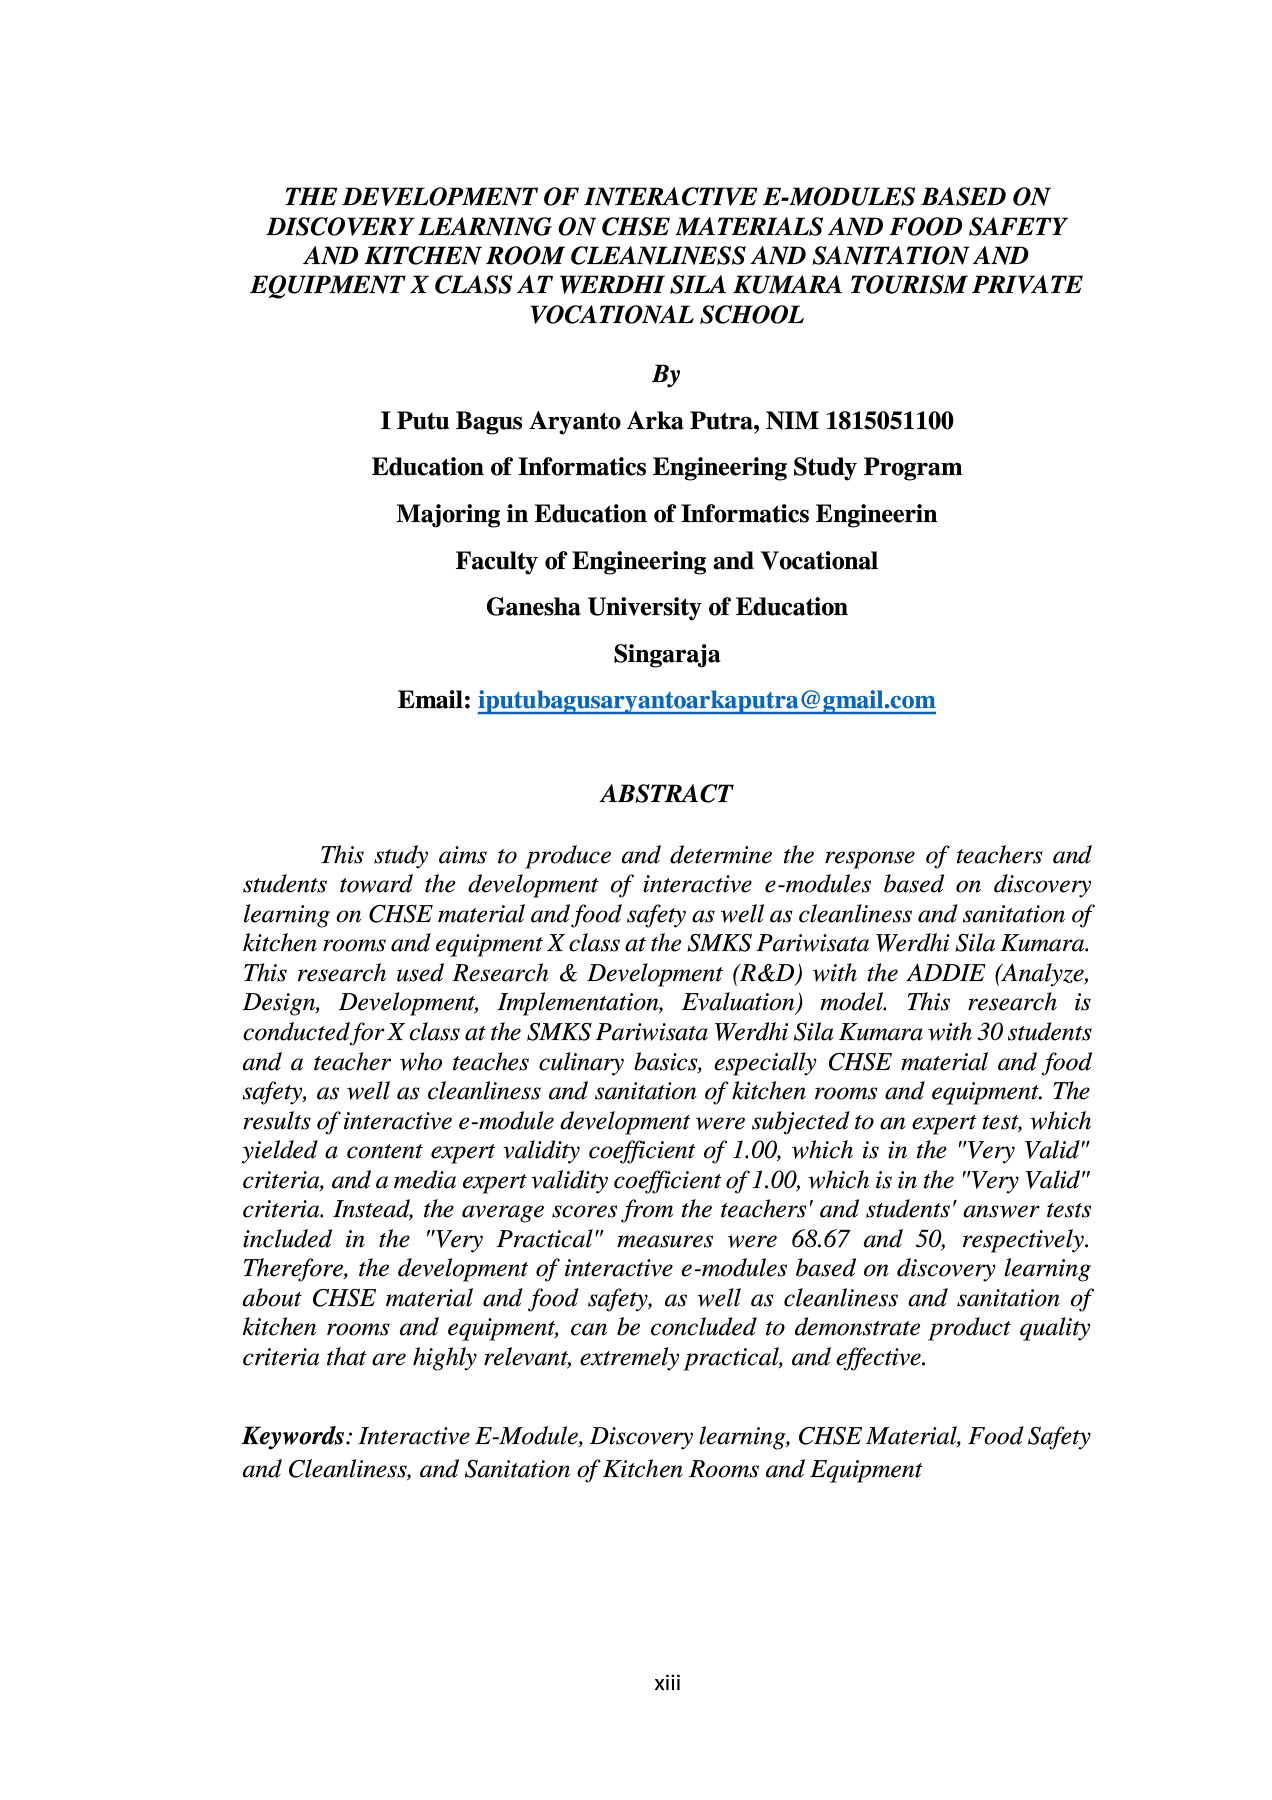 THE DEVELOPMENT OF INTERACTIVE E-MODULES BASED ON
DISCOVERY LEARNING ON CHSE MATERIALS AND FOOD SAFETY
AND KITCHEN ROOM CLEANLINESS AND SANITATION AND
EQUIPMENT X CLASS AT WERDHI SILA KUMARA TOURISM PRIVATE
VOCATIONAL SCHOOL
By
I Putu Bagus Aryanto Arka Putra, NIM 1815051100
Education of Informatics Engineering Study Program
Majoring in Education of Informatics Engineerin
Faculty of Engineering and Vocational
Ganesha University of Education
Singaraja
Email: iputubagusaryantoarkaputra@gmail.com
ABSTRACT
This study aims to produce and determine the response of teachers and
students toward the development of interactive e-modules based on discovery
learning on CHSE material and food safety as well as cleanliness and sanitation of
kitchen rooms and equipment X class at the SMKS Pariwisata Werdhi Sila Kumara.
This research used Research & Development (R&D) with the ADDIE (Analyze,
Design, Development, Implementation, Evaluation) model. This research is
conducted for X class at the SMKS Pariwisata Werdhi Sila Kumara with 30 students
and a teacher who teaches culinary basics, especially CHSE material and food
safety, as well as cleanliness and sanitation of kitchen rooms and equipment. The
results of interactive e-module development were subjected to an expert test, which
yielded a content expert validity coefficient of 1.00, which is in the "Very Valid"
criteria, and a media expert validity coefficient of 1.00, which is in the "Very Valid"
criteria. Instead, the average scores from the teachers' and students' answer tests
included in the "Very Practical" measures were 68.67 and 50, respectively.
Therefore, the development of interactive e-modules based on discovery learning
about CHSE material and food safety, as well as cleanliness and sanitation of
kitchen rooms and equipment, can be concluded to demonstrate product quality
criteria that are highly relevant, extremely practical, and effective.
Keywords: Interactive E-Module, Discovery learning, CHSE Material, Food Safety
and Cleanliness, and Sanitation of Kitchen Rooms and Equipment
xiii